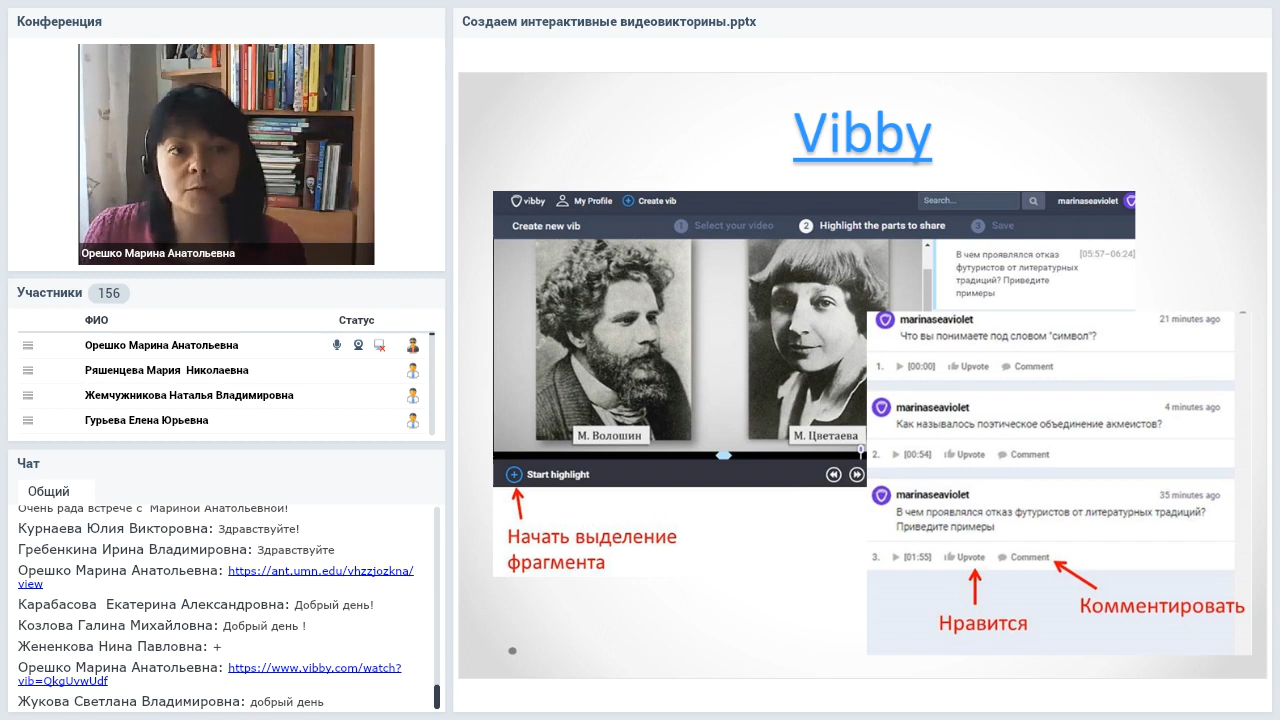 Конференция
Орешко Марина Анатольевна
Участники 156
ФИО Статус
Орешко Марина Анатольевна
Ряшенцева Мария Николаевна
Жемчужникова Наталья Владимировна
Гурьева Елена Юрьевна
Чат
Общий
Очень рада встрече с Мариной Анатольевной!
Курнаева Юлия Викторовна: Здравствуйте!
Гребенкина Ирина Владимировна: Здравствуйте
Орешко Марина Анатольевна: https://ant.umn.edu/vhzzjozkna/
view
Карабасова Екатерина Александровна: Добрый день!
Козлова Галина Михайловна: Добрый день !
Жененкова Нина Павловна: +
Орешко Марина Анатольевна: https://www.vibby.com/watch?
vib=QkgUvwUdf
Жукова Светлана Владимировна: добрый день
Создаем интерактивные видеовикторины.pptx
Vibby
vibby My Profile Create vib Search... marinaseaviolet
Create new vib 1 Select your video 2 Highlight the parts to share 3 Save
В чем проявлялся отказ [05:57–06:24]
футуристов от литературных
традиций? Приведите
примеры
М. Волошин М. Цветаева
Start highlight
Начать выделение
фрагмента
marinaseaviolet 21 minutes ago
Что вы понимаете под словом "символ"?
1. [00:00] Upvote Comment
marinaseaviolet 4 minutes ago
Как называлось поэтическое объединение акмеистов?
2. [00:54] Upvote Comment
marinaseaviolet 35 minutes ago
В чем проявлялся отказ футуристов от литературных традиций?
Приведите примеры
3. [01:55] Upvote Comment
Комментировать
Нравится